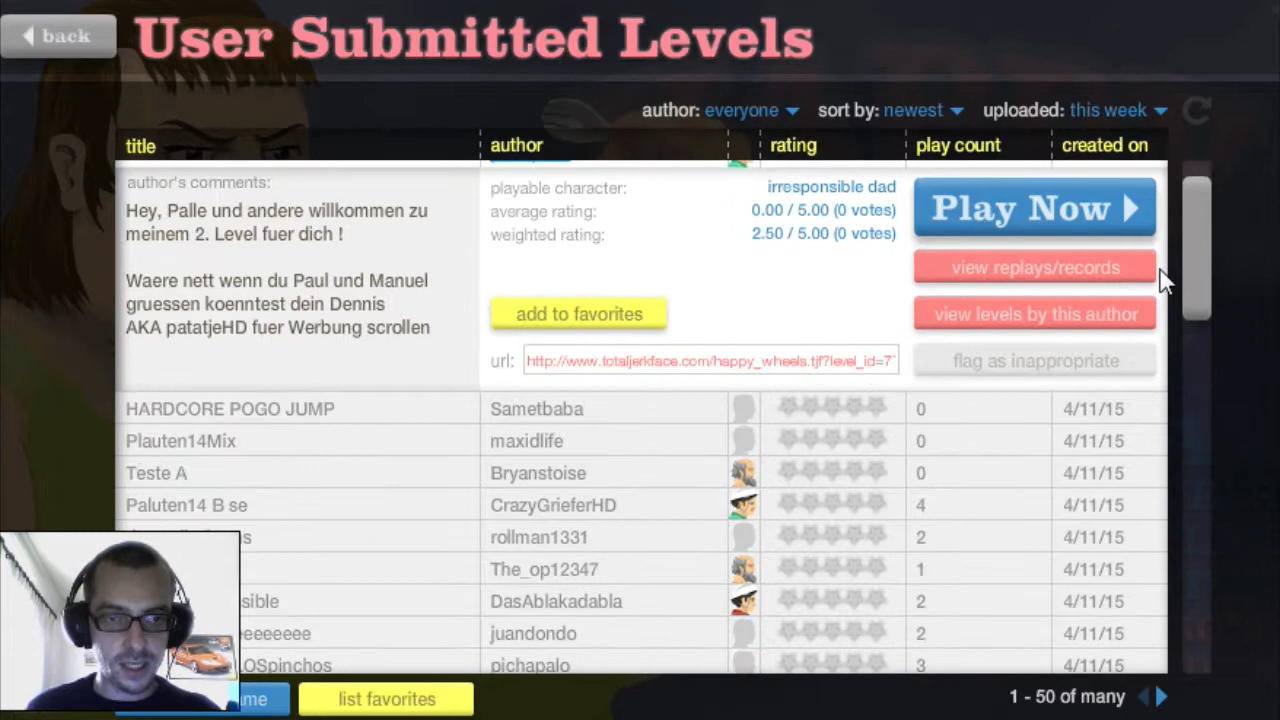 back
User Submitted Levels
author: everyone sort by: newest uploaded: this week
title author rating play count created on
author's comments:
Hey, Palle und andere willkommen zu
meinem 2. Level fuer dich !
Waere nett wenn du Paul und Manuel
gruessen koenntest dein Dennis
AKA patatjeHD fuer Werbung scrollen
playable character: irresponsible dad
average rating: 0.00 / 5.00 (0 votes)
weighted rating: 2.50 / 5.00 (0 votes)
add to favorites
url: http://www.totaljerkface.com/happy_wheels.tjf?level_id=7
Play Now
view replays/records
view levels by this author
flag as inappropriate
HARDCORE POGO JUMP Sametbaba 0 4/11/15
Plauten14Mix maxidlife 0 4/11/15
Teste A Bryanstoise 0 4/11/15
Paluten14 B se CrazyGrieferHD 4 4/11/15
rollman1331 2 4/11/15
The_op12347 1 4/11/15
sible DasAblakadabla 2 4/11/15
eeeeeeee juandondo 2 4/11/15
OSpinchos pichapalo 3 4/11/15
me list favorites 1 - 50 of many